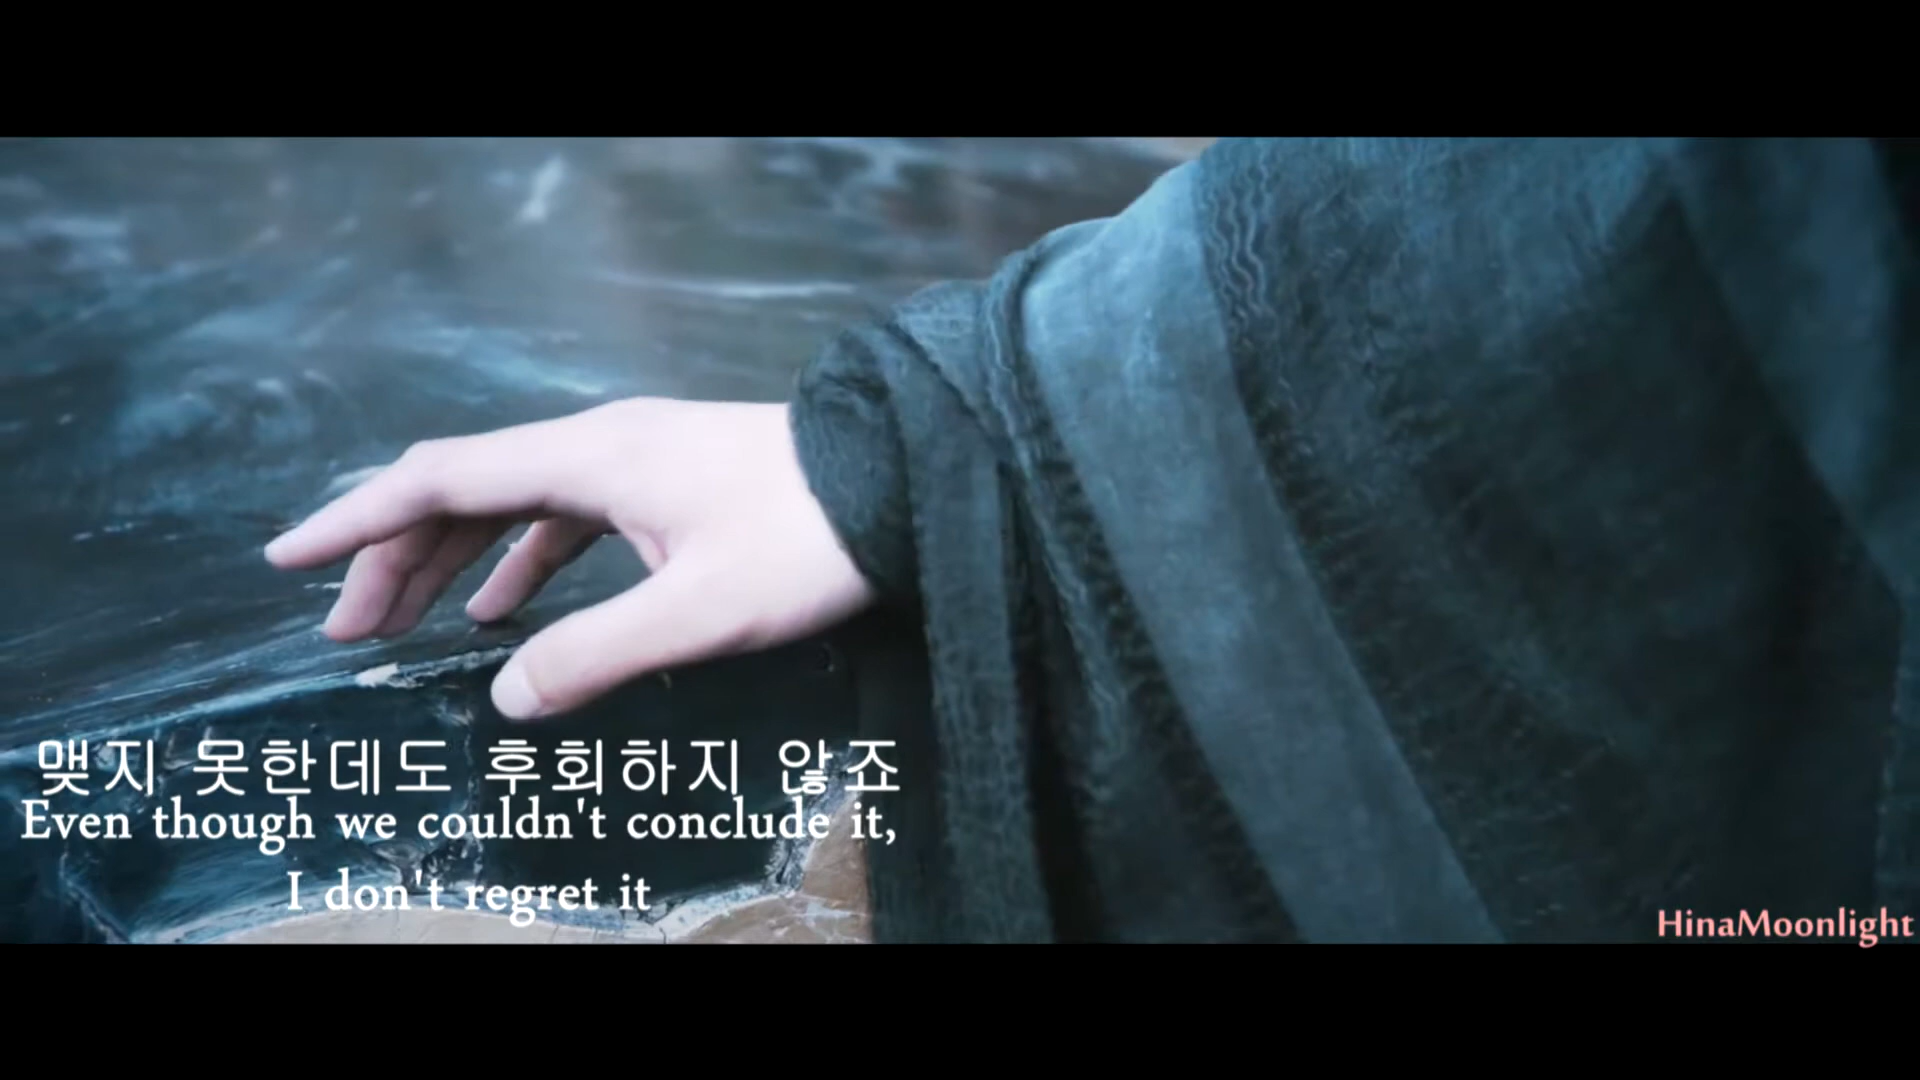 맺지 못한데도 후회하지 않죠
Even though we couldn't conclude it,
I don't regret it
HinaMoonlight